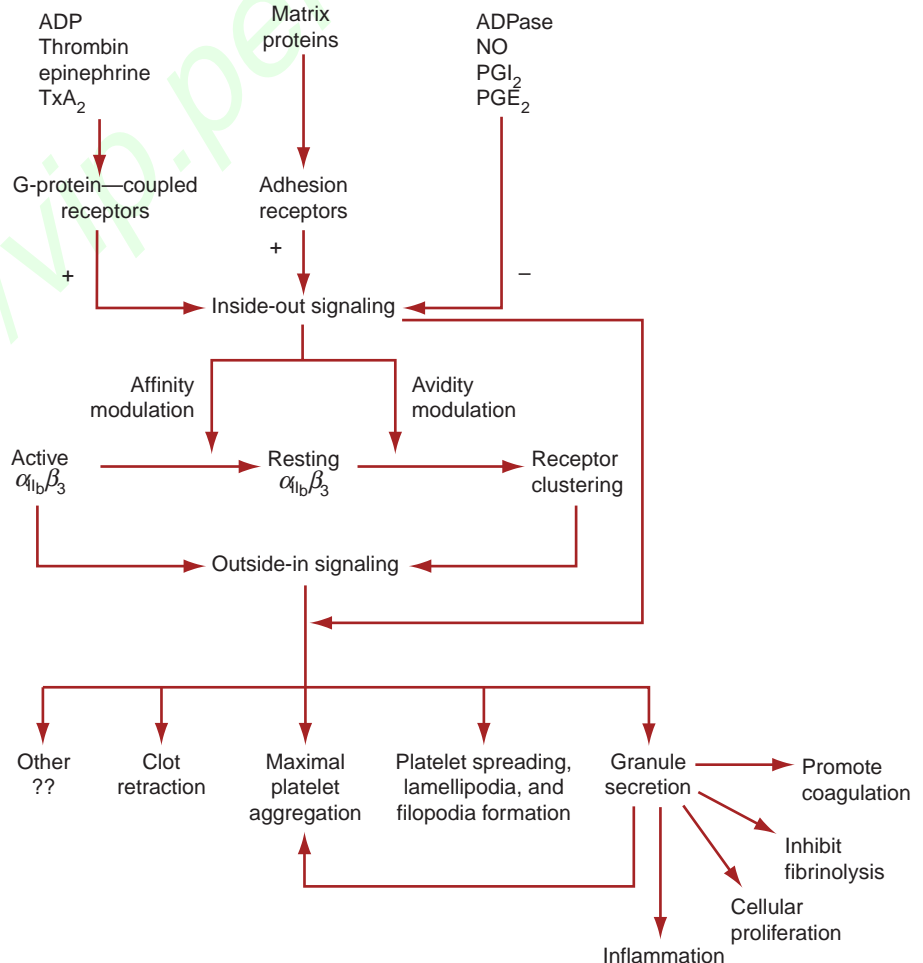 ADP
Thrombin
epinephrine
TxA2
Matrix
proteins
ADPase
NO
PGI2
PGE2
G-protein—coupled
receptors
Adhesion
receptors
+
+
–
Inside-out signaling
Affinity
modulation
Avidity
modulation
Active
αIIbβ3
Resting
αIIbβ3
Receptor
clustering
Outside-in signaling
Other
??
Clot
retraction
Maximal
platelet
aggregation
Platelet spreading,
lamellipodia, and
filopodia formation
Granule
secretion
Promote
coagulation
Inhibit
fibrinolysis
Cellular
proliferation
Inflammation